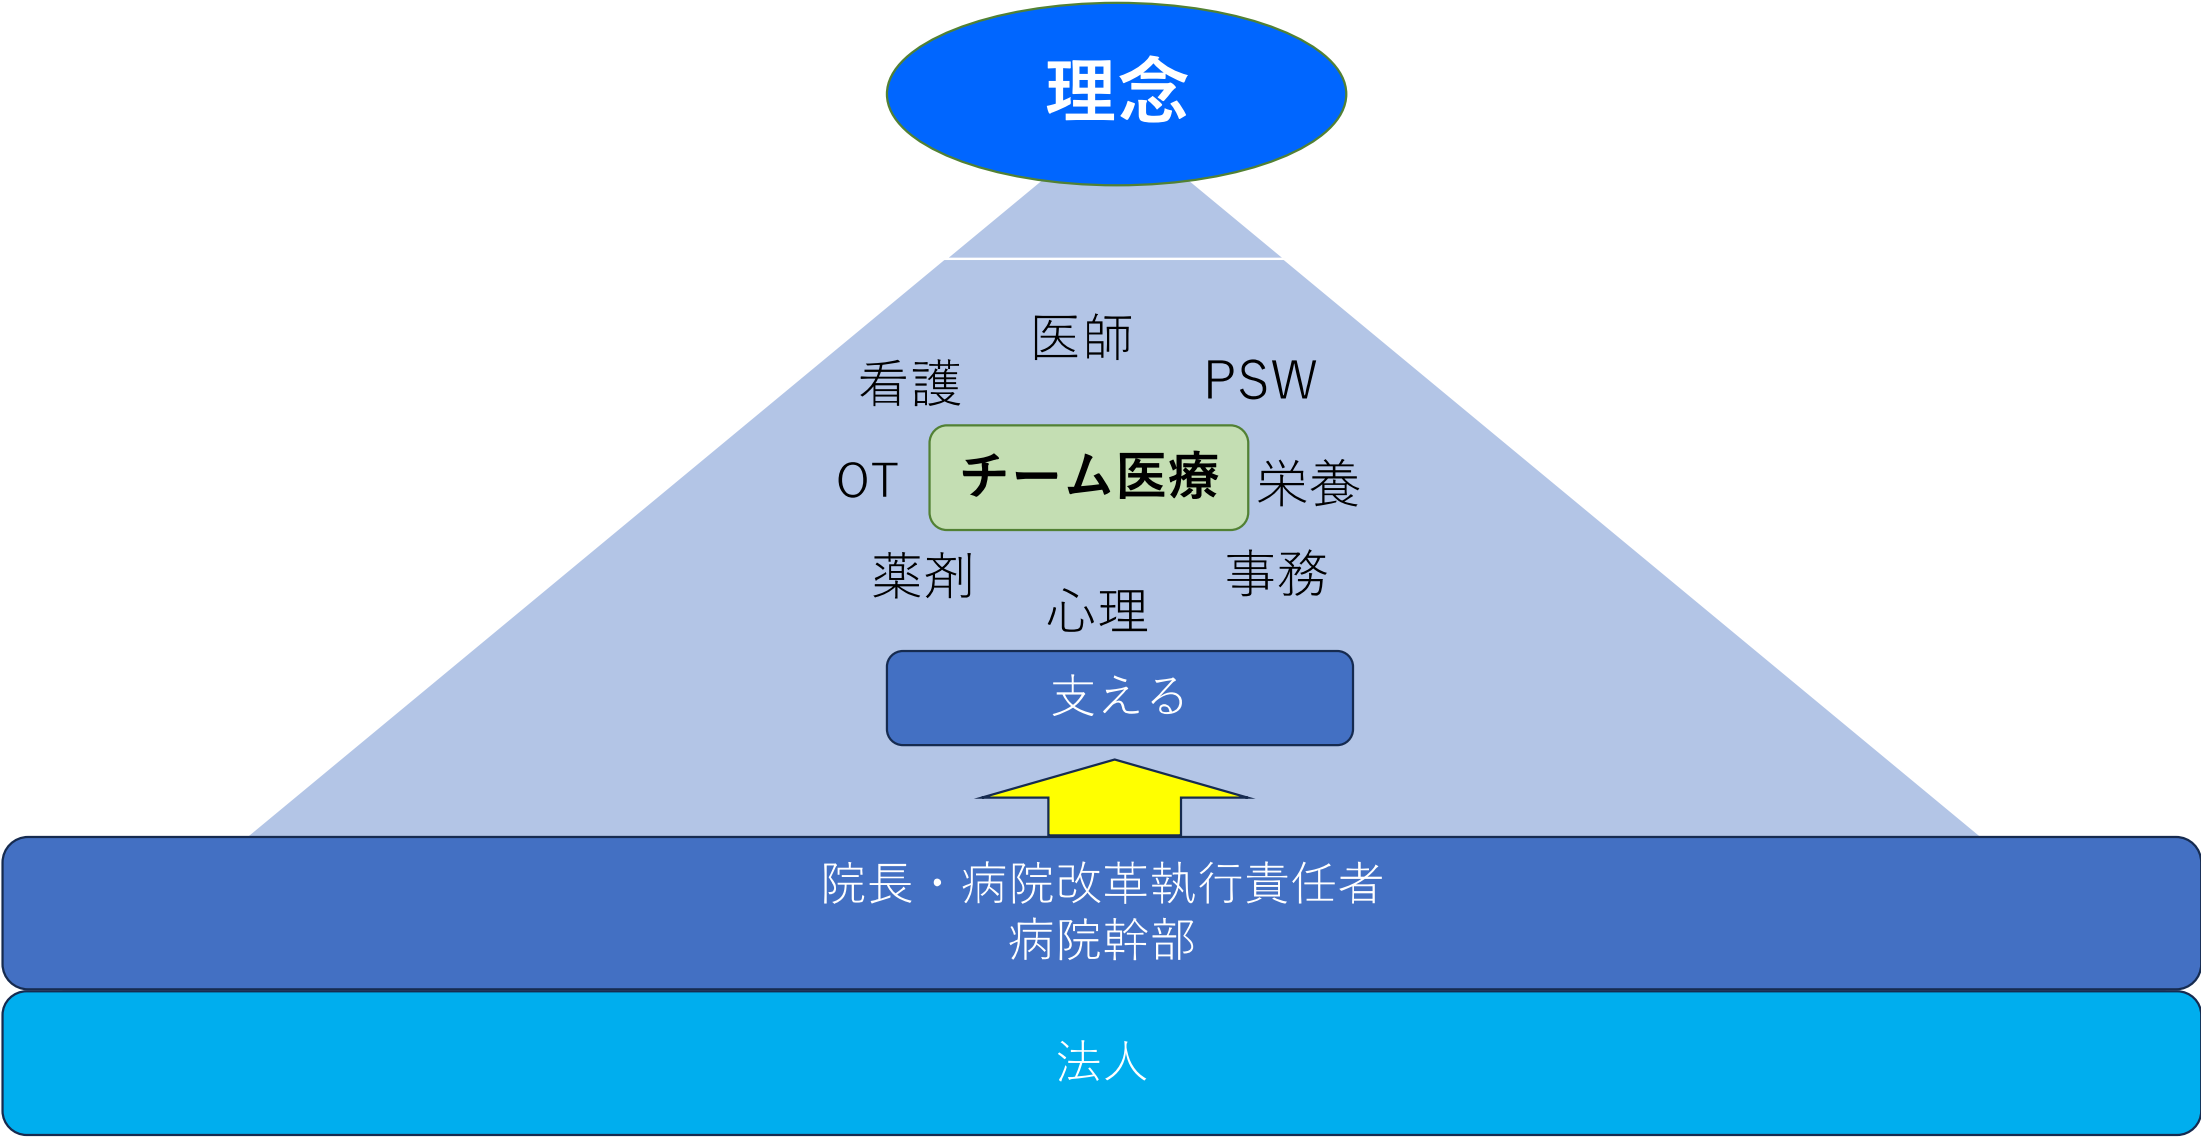 理念
医師
看護
PSW
OT
チーム医療
栄養
薬剤
事務
心理
支える
院長・病院改革執行責任者
病院幹部
法人